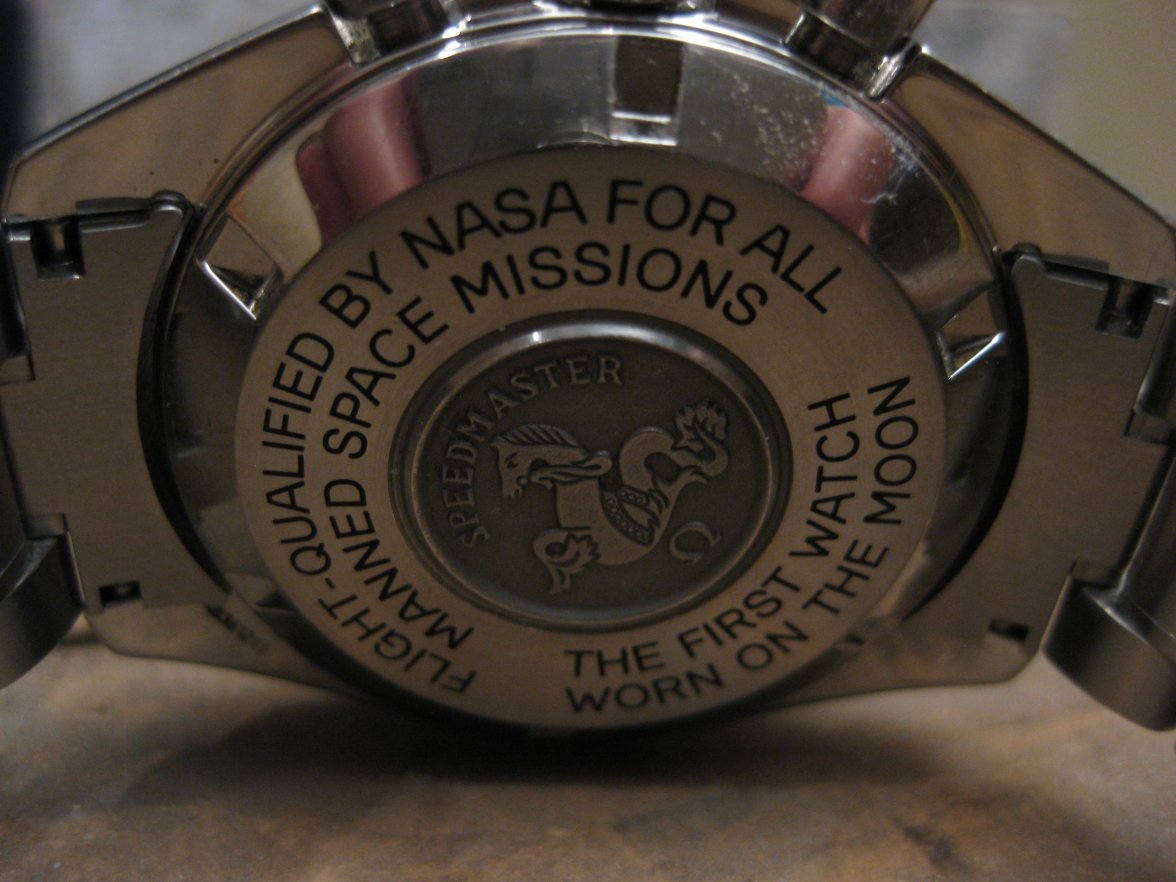 FLIGHT-QUALIFIED BY NASA FOR ALL
MANNED SPACE MISSIONS
THE FIRST WATCH
WORN ON THE MOON
SPEEDMASTER
Ω